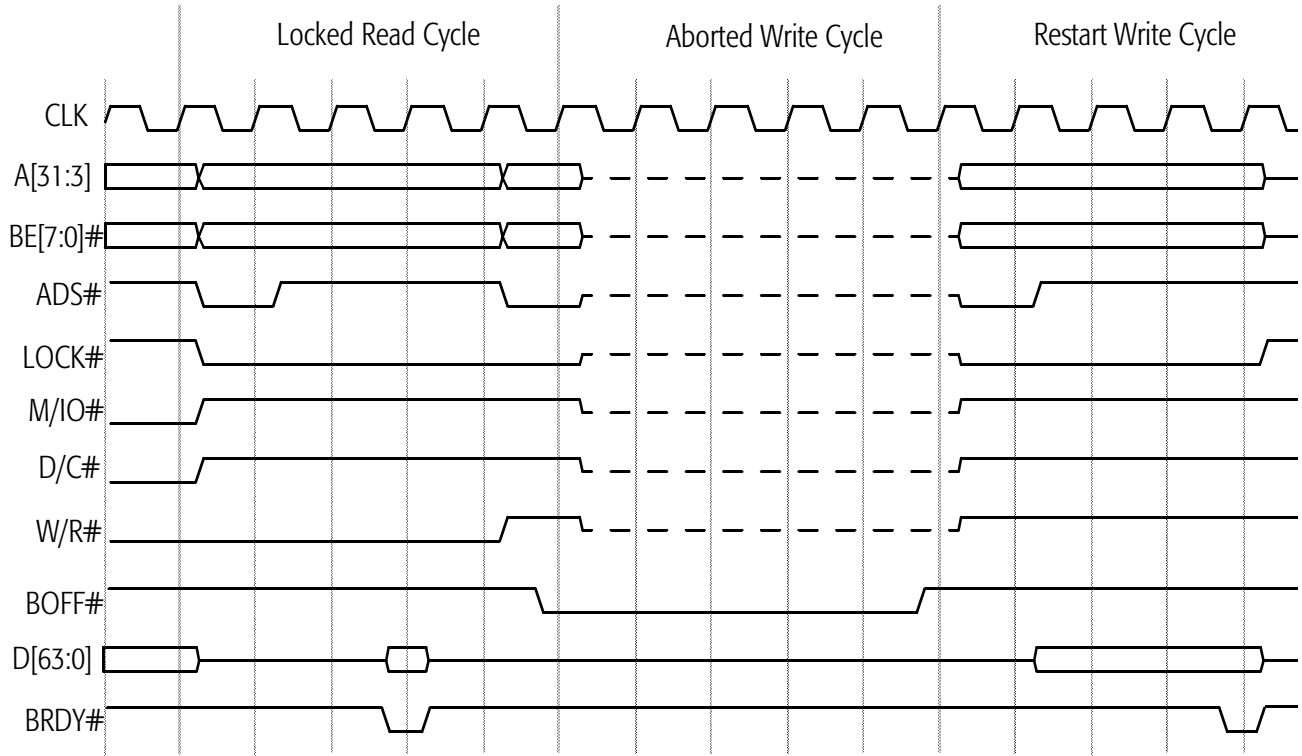 Locked Read Cycle Aborted Write Cycle Restart Write Cycle
CLK
A[31:3]
BE[7:0]#
ADS#
LOCK#
M/IO#
D/C#
W/R#
BOFF#
D[63:0]
BRDY#